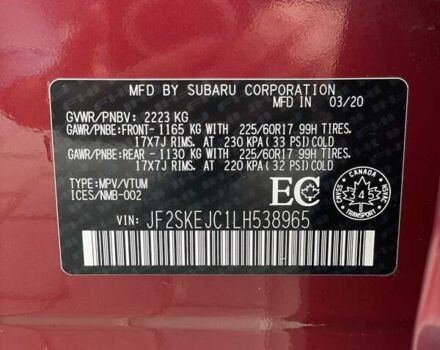 MFD. BY SUBARU CORPORATION
IN 03/20
GVWR/PNBV: 2223 KG
GAWR/PNBE:FRONT- 1165 KG WITH 225/60R17 99H TIRES.
17X7J RIMS AT 230 KPA (33 PSI) COLD
GAWR/PNBE:REAR - 1130 KG WITH 225/60R17 99H TIRES.
17X7J RIMS AT 220 KPA (32 PSI) COLD
TYPE:MPV/VTUM
ICES/NMB-002
EC
CANADA
4
VIN: JF2SKEJC1LH538965